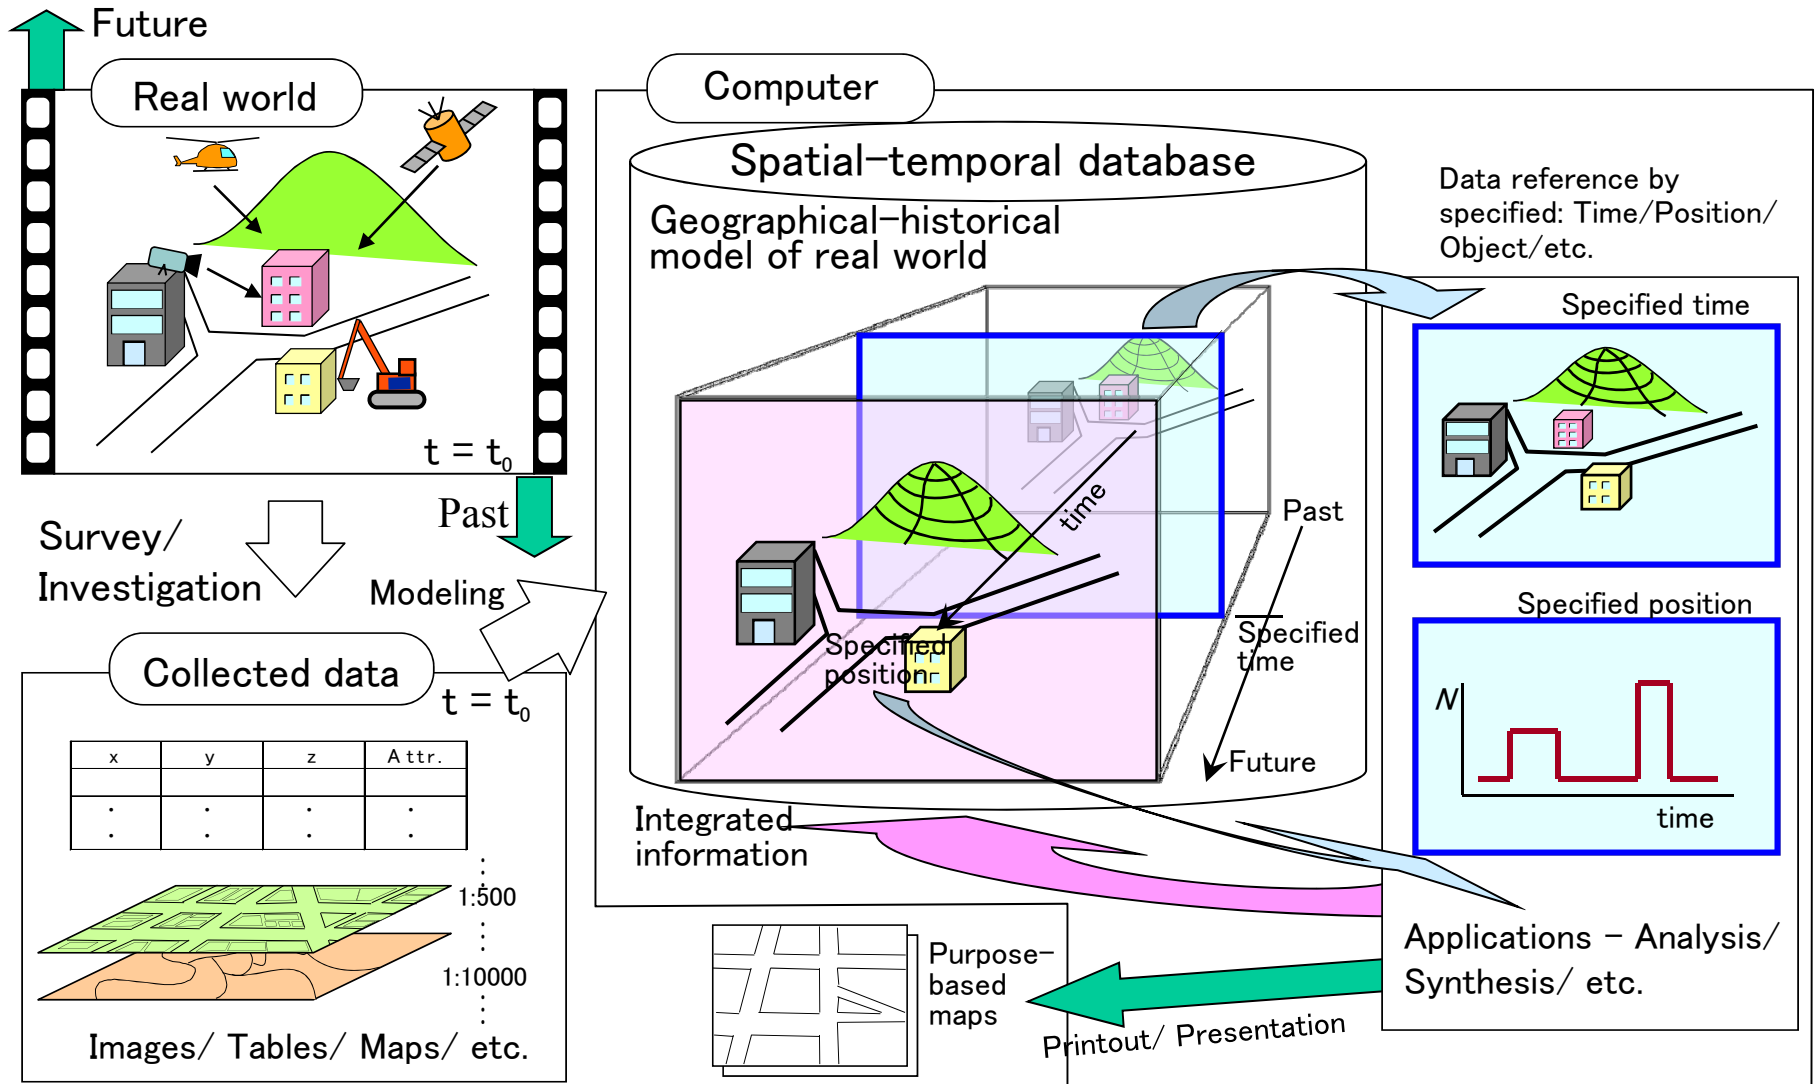 Future
Real world
t = t0
Past
Survey/
Investigation
Modeling
Collected data
t = t0
x y z Attr.
: : : :
1:500
1:10000
Images/ Tables/ Maps/ etc.
Computer
Spatial-temporal database
Geographical-historical
model of real world
time
Specified
position
Past
Specified
time
Future
Integrated
information
Data reference by
specified: Time/Position/
Object/etc.
Specified time
Specified position
N
time
Applications - Analysis/
Synthesis/ etc.
Purpose-
based
maps
Printout/ Presentation